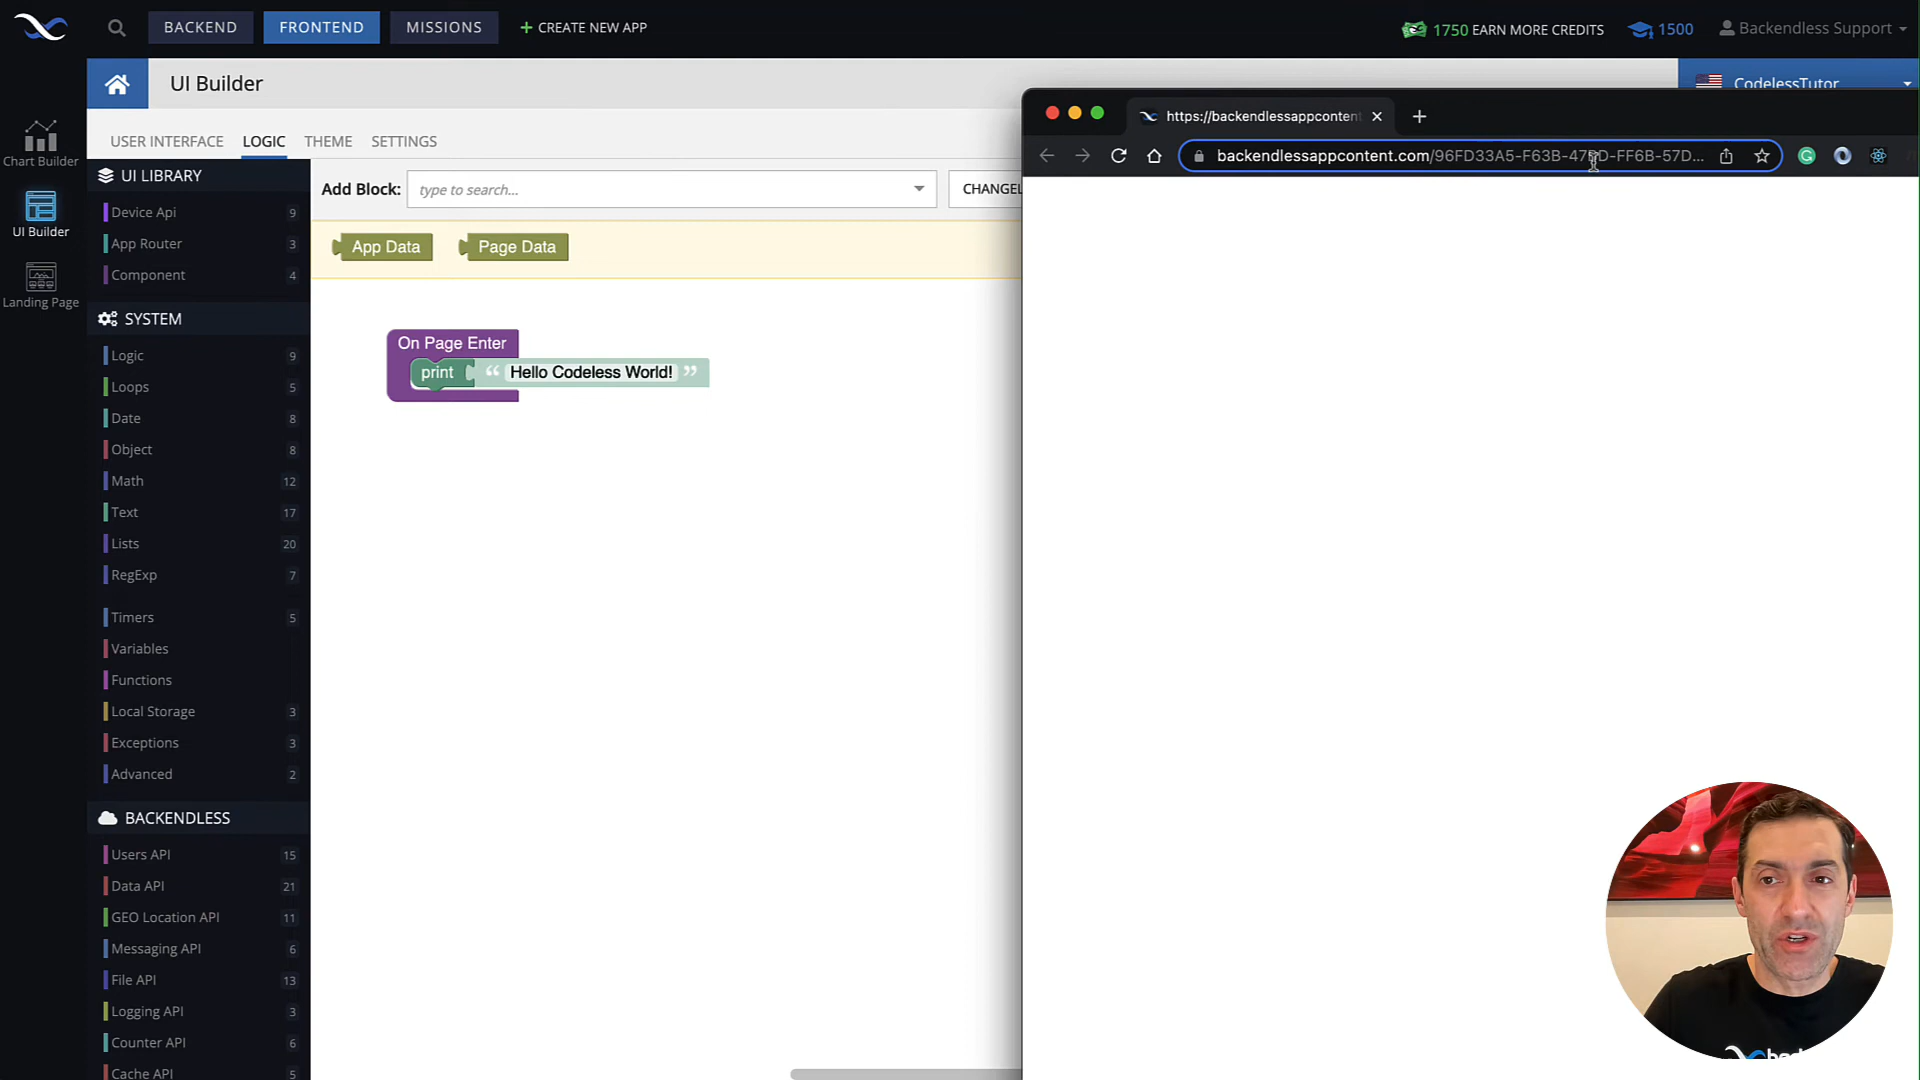 BACKEND
FRONTEND
MISSIONS
+ CREATE NEW APP
1750 EARN MORE CREDITS
1500
Backendless Support
UI Builder
CodelessTutor
USER INTERFACE
LOGIC
THEME
SETTINGS
Chart Builder
UI Builder
Landing Page
UI LIBRARY
Device Api 9
App Router 3
Component 4
SYSTEM
Logic 9
Loops 5
Date 8
Object 8
Math 12
Text 17
Lists 20
RegExp 7
Timers 5
Variables
Functions
Local Storage 3
Exceptions 3
Advanced 2
BACKENDLESS
Users API 15
Data API 21
GEO Location API 11
Messaging API 6
File API 13
Logging API 3
Counter API 6
Cache API 5
Add Block:
type to search...
CHANGEL
App Data
Page Data
On Page Enter
print “ Hello Codeless World! ”
https://backendlessappconten
backendlessappcontent.com/96FD33A5-F63B-47
D-FF6B-57D...